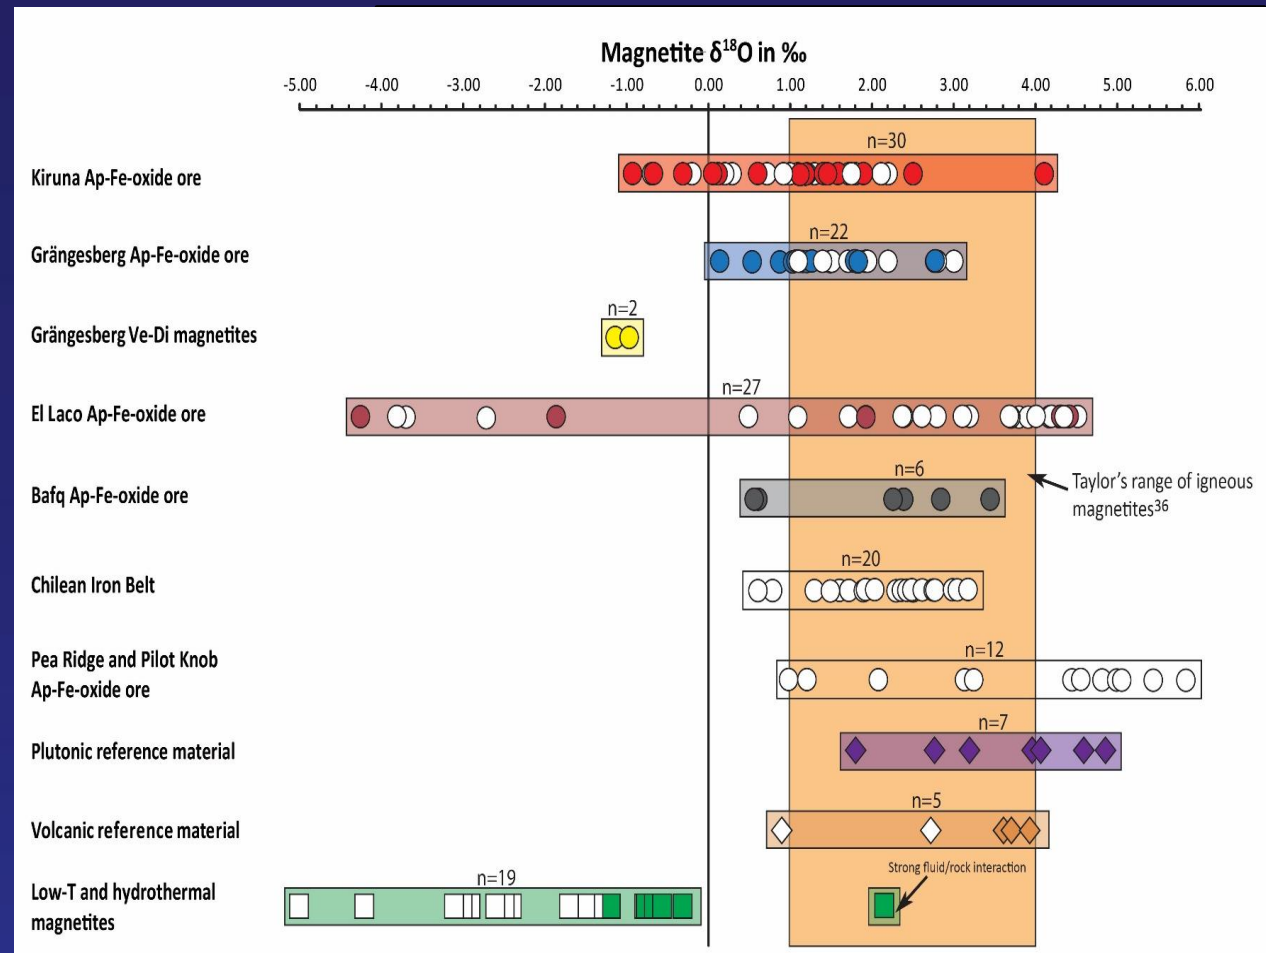 Magnetite δ¹⁸O in ‰
-5.00 -4.00 -3.00 -2.00 -1.00 0.00 1.00 2.00 3.00 4.00 5.00 6.00
n=30
Kiruna Ap-Fe-oxide ore
n=22
Grängesberg Ap-Fe-oxide ore
n=2
Grängesberg Ve-Di magnetites
n=27
El Laco Ap-Fe-oxide ore
n=6
Bafq Ap-Fe-oxide ore
Taylor's range of igneous
magnetites³⁶
n=20
Chilean Iron Belt
n=12
Pea Ridge and Pilot Knob
Ap-Fe-oxide ore
n=7
Plutonic reference material
n=5
Volcanic reference material
Strong fluid/rock interaction
n=19
Low-T and hydrothermal
magnetites